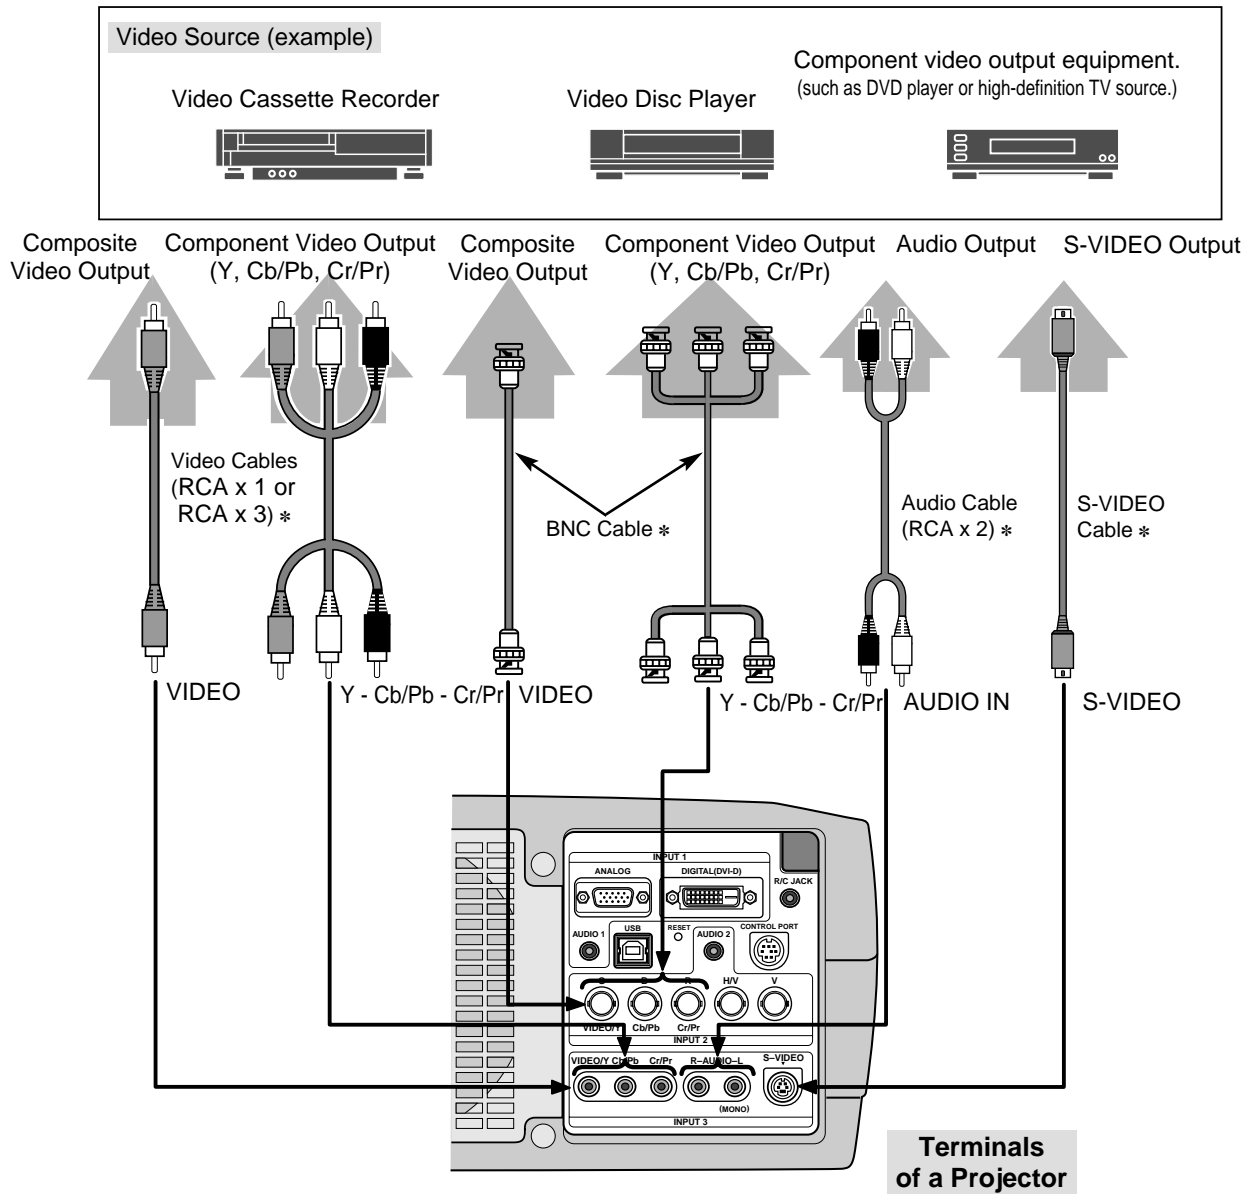 Video Source (example)
Component video output equipment.
(such as DVD player or high-definition TV source.)
Video Cassette Recorder
Video Disc Player
Composite
Video Output
Component Video Output
(Y, Cb/Pb, Cr/Pr)
Composite
Video Output
Component Video Output
(Y, Cb/Pb, Cr/Pr)
Audio Output
S-VIDEO Output
Video Cables
(RCA x 1 or
RCA x 3) *
BNC Cable *
Audio Cable
(RCA x 2) *
S-VIDEO
Cable *
VIDEO
Y - Cb/Pb - Cr/Pr
VIDEO
Y - Cb/Pb - Cr/Pr
AUDIO IN
S-VIDEO
INPUT 1
ANALOG
DIGITAL(DVI-D)
R/C JACK
AUDIO 1
USB
RESET
AUDIO 2
CONTROL PORT
G
B
R
H/V
V
VIDEO/Y
Cb/Pb
Cr/Pr
INPUT 2
VIDEO/Y
Cb/Pb
Cr/Pr
R–AUDIO–L
S–VIDEO
(MONO)
INPUT 3
Terminals
of a Projector